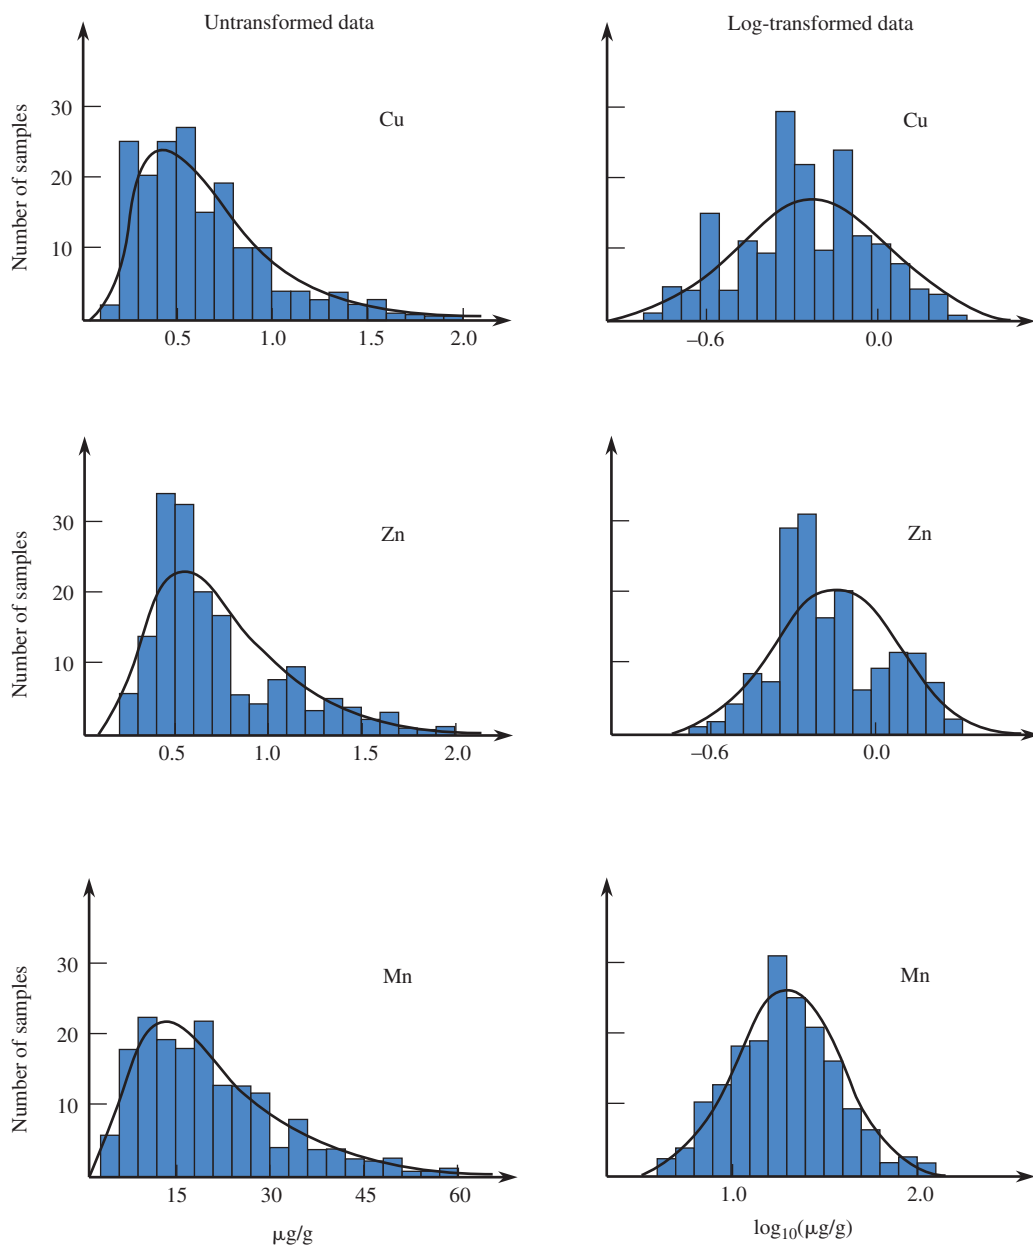 Untransformed data
Log-transformed data
Number of samples
30
20
10
Cu
0.5 1.0 1.5 2.0
Cu
–0.6 0.0
Number of samples
30
20
10
Zn
0.5 1.0 1.5 2.0
Zn
–0.6 0.0
Number of samples
30
20
10
Mn
15 30 45 60
μg/g
Mn
1.0 2.0
log₁₀(μg/g)